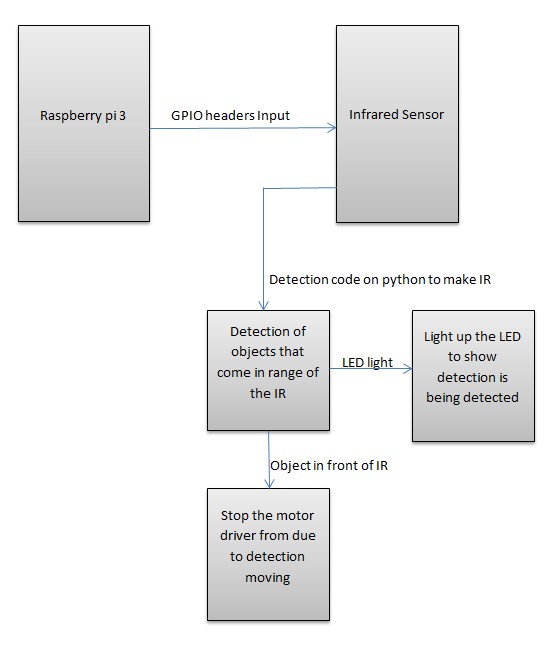 Raspberry pi 3
GPIO headers Input
Infrared Sensor
Detection code on python to make IR
Detection of
objects that
come in range of
the IR
LED light
Light up the LED
to show
detection is
being detected
Object in front of IR
Stop the motor
driver from due
to detection
moving